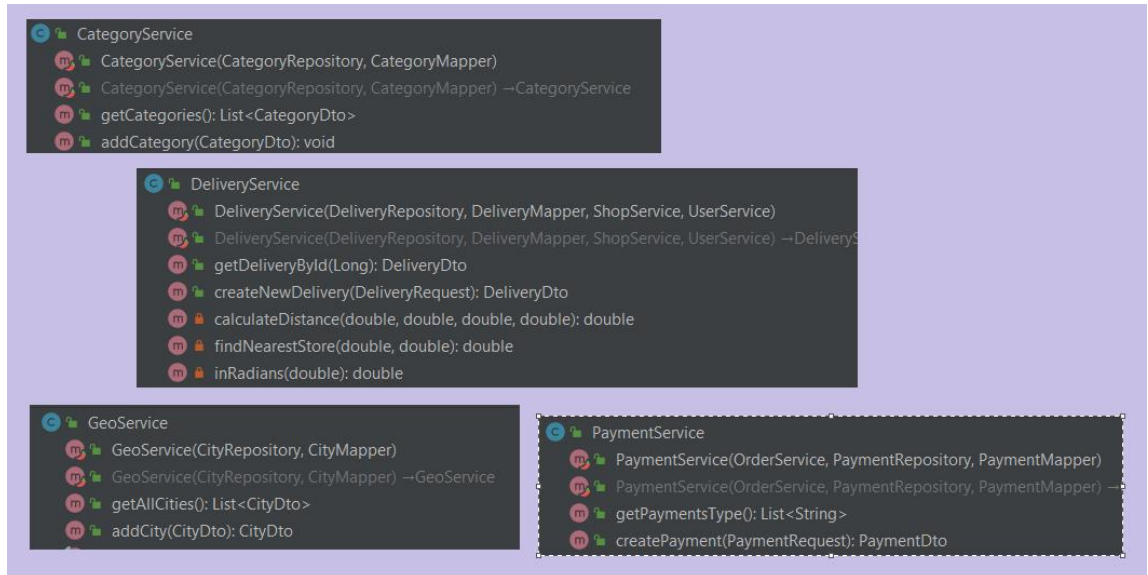 CategoryService
CategoryService(CategoryRepository, CategoryMapper)
CategoryService(CategoryRepository, CategoryMapper) →CategoryService
getCategories(): List<CategoryDto>
addCategory(CategoryDto): void
DeliveryService
DeliveryService(DeliveryRepository, DeliveryMapper, ShopService, UserService)
DeliveryService(DeliveryRepository, DeliveryMapper, ShopService, UserService) →DeliveryS
getDeliveryById(Long): DeliveryDto
createNewDelivery(DeliveryRequest): DeliveryDto
calculateDistance(double, double, double, double): double
findNearestStore(double, double): double
inRadians(double): double
GeoService
GeoService(CityRepository, CityMapper)
GeoService(CityRepository, CityMapper) →GeoService
getAllCities(): List<CityDto>
addCity(CityDto): CityDto
PaymentService
PaymentService(OrderService, PaymentRepository, PaymentMapper)
PaymentService(OrderService, PaymentRepository, PaymentMapper) →
getPaymentsType(): List<String>
createPayment(PaymentRequest): PaymentDto